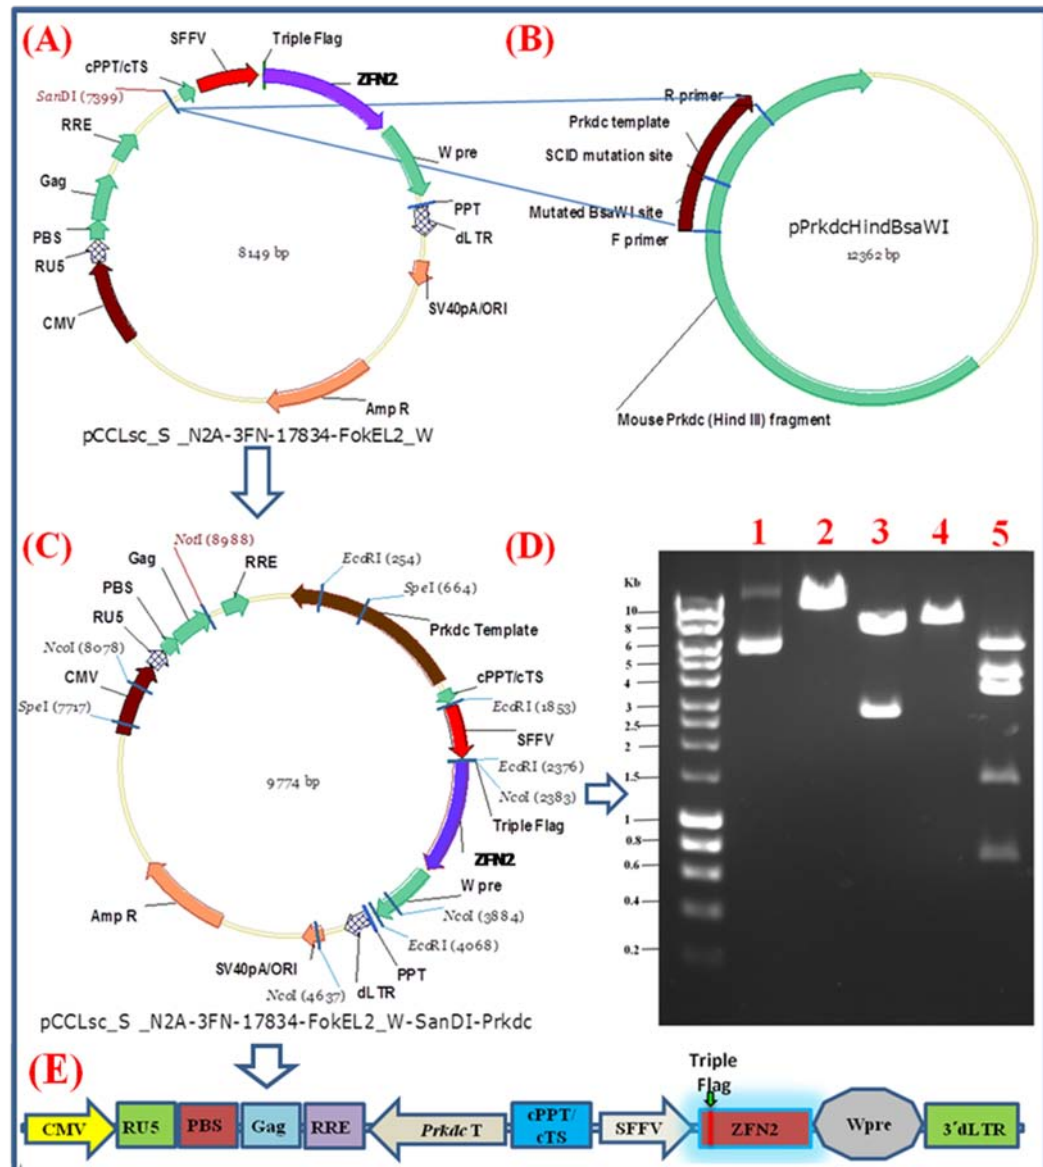 (A)
SFFV
Triple Flag
cPPT/cTS
ZFN2
SanDI (7399)
RRE
Gag
PBS
RU5
CMV
8149 bp
W pre
PPT
dLTR
SV40pA/ORI
Amp R
pCCLsc_S _N2A-3FN-17834-FokEL2_W
(B)
R primer
Prkdc template
SCID mutation site
Mutated BsaWI site
F primer
pPrkdcHindBsaWI
12362 bp
Mouse Prkdc (Hind III) fragment
(C)
NotI (8988)
Gag
RRE
PBS
RU5
NcoI (8078)
CMV
SpeI (7717)
EcoRI (254)
SpeI (664)
Prkdc Template
cPPT/cTS
EcoRI (1853)
SFFV
EcoRI (2376)
NcoI (2383)
Triple Flag
ZFN2
W pre
NcoI (3884)
EcoRI (4068)
PPT
dLTR
NcoI (4637)
SV40pA/ORI
Amp R
9774 bp
pCCLsc_S _N2A-3FN-17834-FokEL2_W-SanDI-Prkdc
(D)
1 2 3 4 5
Kb
10
8
6
5
4
3
2.5
2
1.5
1
0.8
0.6
0.4
0.2
(E)
Triple
Flag
CMV RU5 PBS Gag RRE Prkdc T cPPT/
cTS SFFV ZFN2 Wpre 3´dLTR